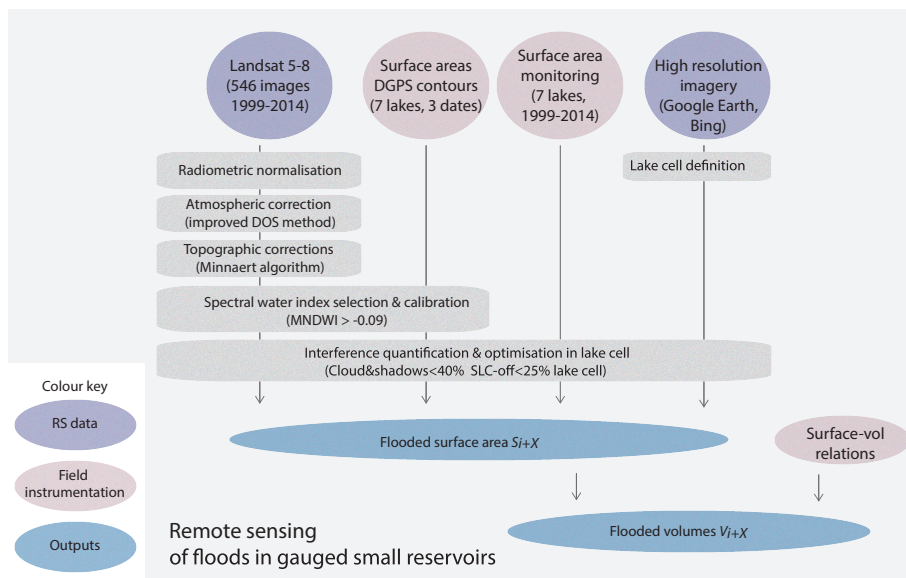 Landsat 5-8
(546 images
1999-2014)
Surface areas
DGPS contours
(7 lakes, 3 dates)
Surface area
monitoring
(7 lakes,
1999-2014)
High resolution
imagery
(Google Earth,
Bing)
Radiometric normalisation
Lake cell definition
Atmospheric correction
(improved DOS method)
Topographic corrections
(Minnaert algorithm)
Spectral water index selection & calibration
(MNDWI > -0.09)
Interference quantification & optimisation in lake cell
(Cloud&shadows<40% SLC-off<25% lake cell)
Colour key
RS data
Field
instrumentation
Outputs
Flooded surface area Si+X
Surface-vol
relations
Flooded volumes Vi+X
Remote sensing
of floods in gauged small reservoirs